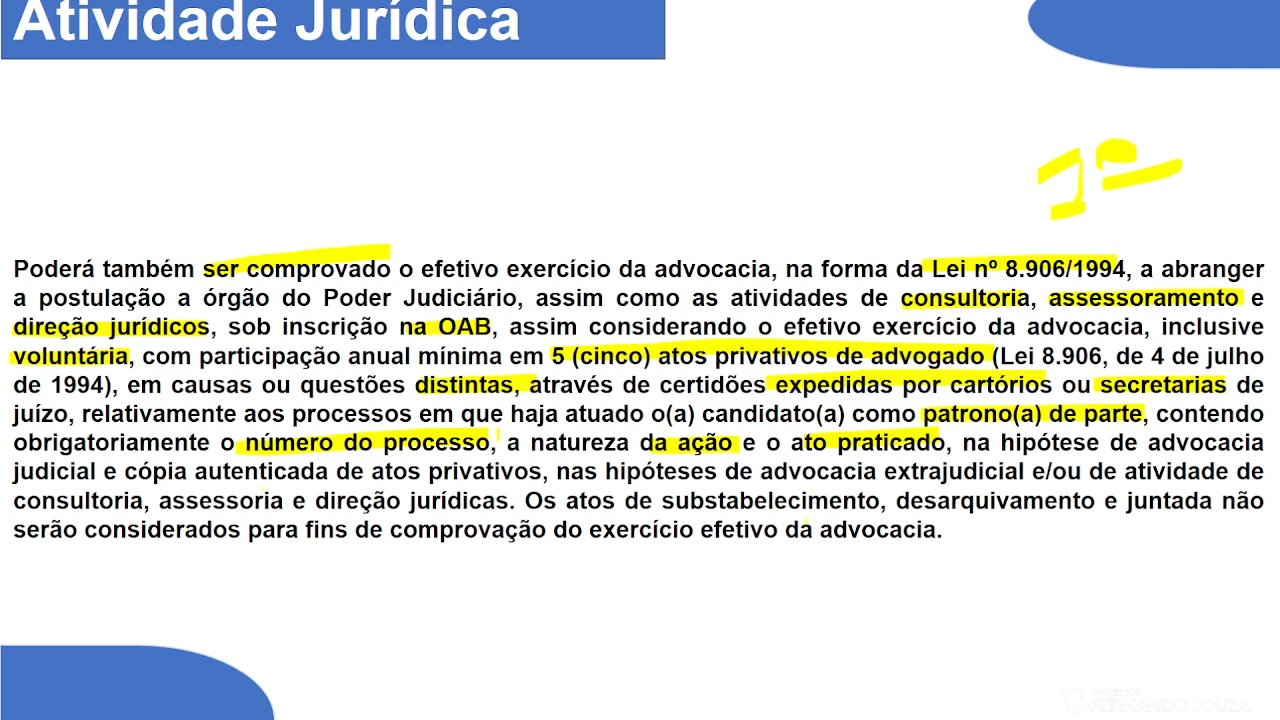 Atividade Jurídica
1º
Poderá também ser comprovado o efetivo exercício da advocacia, na forma da Lei nº 8.906/1994, a abranger
a postulação a órgão do Poder Judiciário, assim como as atividades de consultoria, assessoramento e
direção jurídicos, sob inscrição na OAB, assim considerando o efetivo exercício da advocacia, inclusive
voluntária, com participação anual mínima em 5 (cinco) atos privativos de advogado (Lei 8.906, de 4 de julho
de 1994), em causas ou questões distintas, através de certidões expedidas por cartórios ou secretarias de
juízo, relativamente aos processos em que haja atuado o(a) candidato(a) como patrono(a) de parte, contendo
obrigatoriamente o número do processo, a natureza da ação e o ato praticado, na hipótese de advocacia
judicial e cópia autenticada de atos privativos, nas hipóteses de advocacia extrajudicial e/ou de atividade de
consultoria, assessoria e direção jurídicas. Os atos de substabelecimento, desarquivamento e juntada não
serão considerados para fins de comprovação do exercício efetivo da advocacia.
PROFESSOR
FERNANDO SOUZA